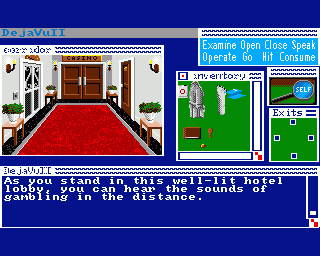 DejaVuII
Examine Open Close Speak
Operate Go Hit Consume
corridor
CASINO
inventory
SELF
Exits
DejaVuII
As you stand in this well-lit hotel
lobby, you can hear the sounds of
gambling in the distance.